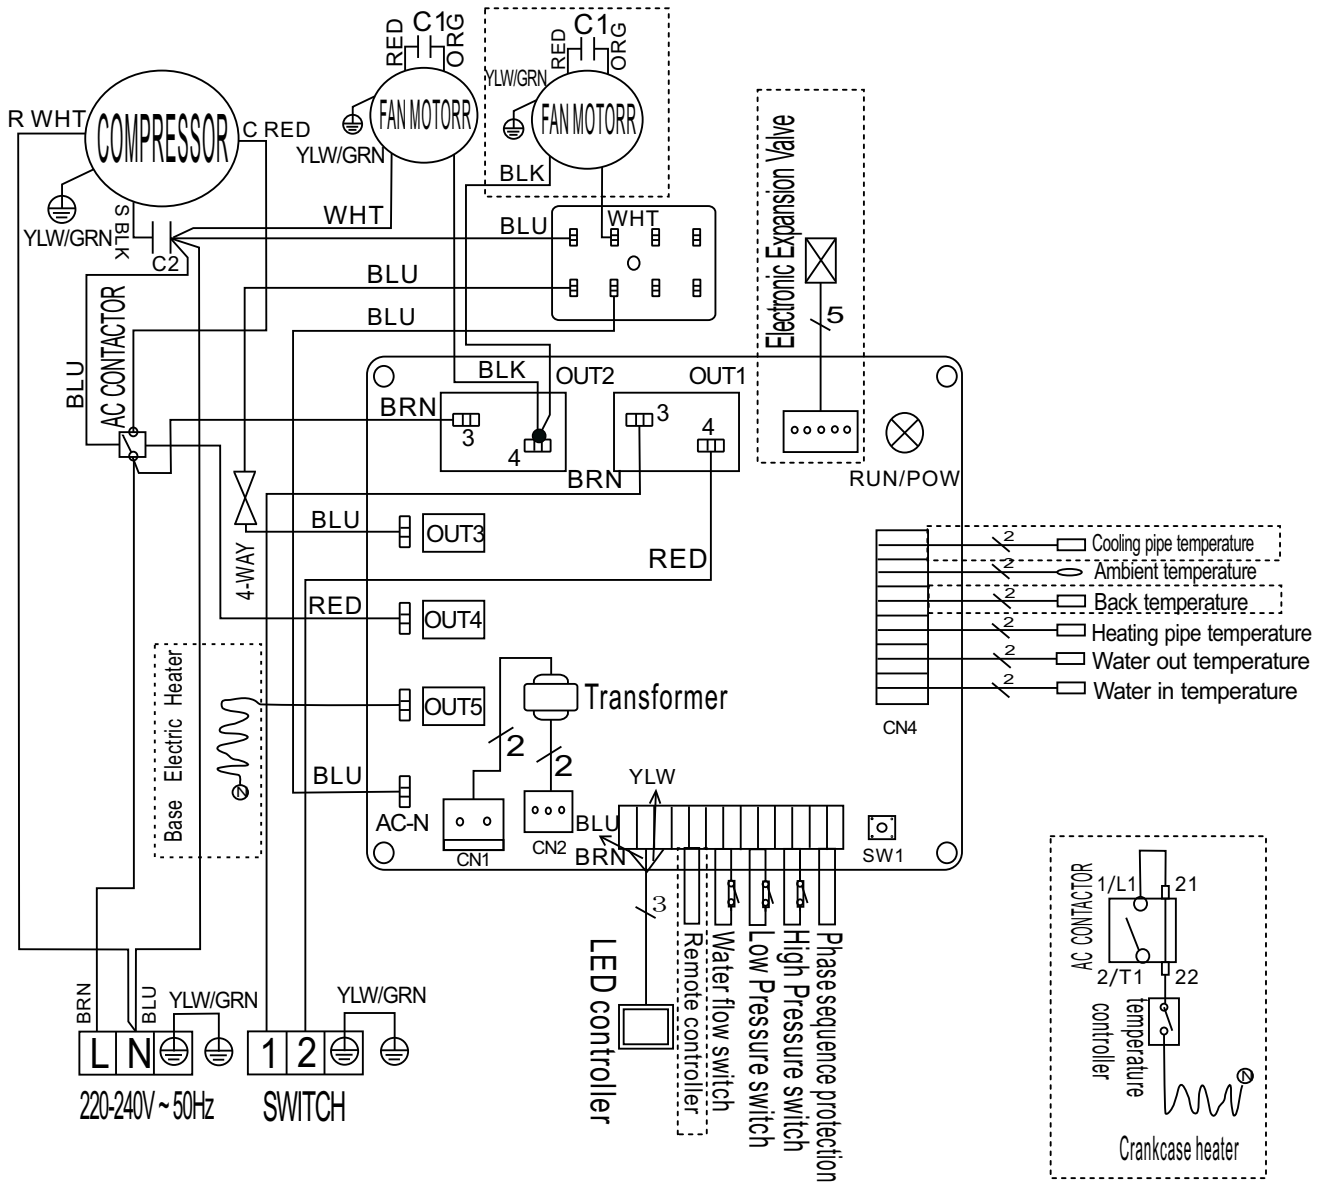 RED
C1
ORG
RED
C1
ORG
YLW/GRN
R WHT
COMPRESSOR
C RED
FAN MOTORR
FAN MOTORR
YLW/GRN
BLK
YLW/GRN
S BLK
C2
WHT
BLU
WHT
BLU
BLU
Electronic Expansion Valve
5
AC CONTACTOR
BLU
BLK
OUT2
OUT1
BRN
3
4
3
4
BRN
RUN/POW
BLU
OUT3
4-WAY
RED
RED
OUT4
OUT5
Base Electric Heater
2
Cooling pipe temperature
2
Ambient temperature
2
Back temperature
2
Heating pipe temperature
2
Water out temperature
2
Water in temperature
CN4
Transformer
2
2
BLU
AC-N
CN1
CN2
YLW
BLU
BRN
SW1
3
LED controller
Remote controller
Water flow switch
Low Pressure switch
High Pressure switch
Phase sequence protection
BRN
BLU
YLW/GRN
YLW/GRN
L N
1 2
220-240V ~ 50Hz
SWITCH
AC CONTACTOR
1/L1
21
2/T1
22
temperature
controller
N
N
Crankcase heater